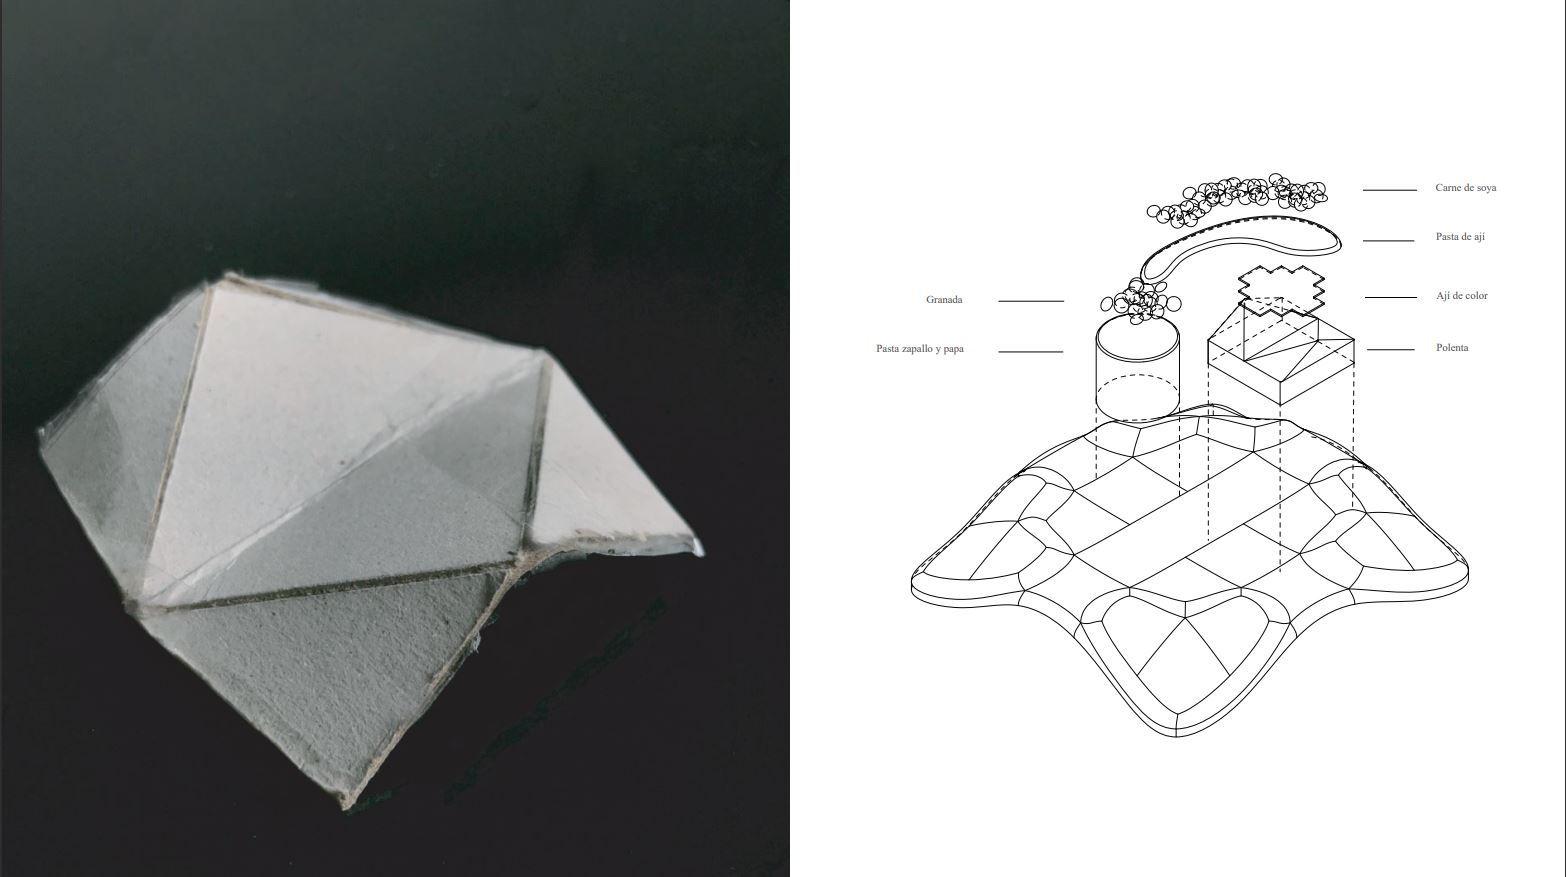 Carne de soya
Pasta de ají
Granada
Ají de color
Pasta zapallo y papa
Polenta